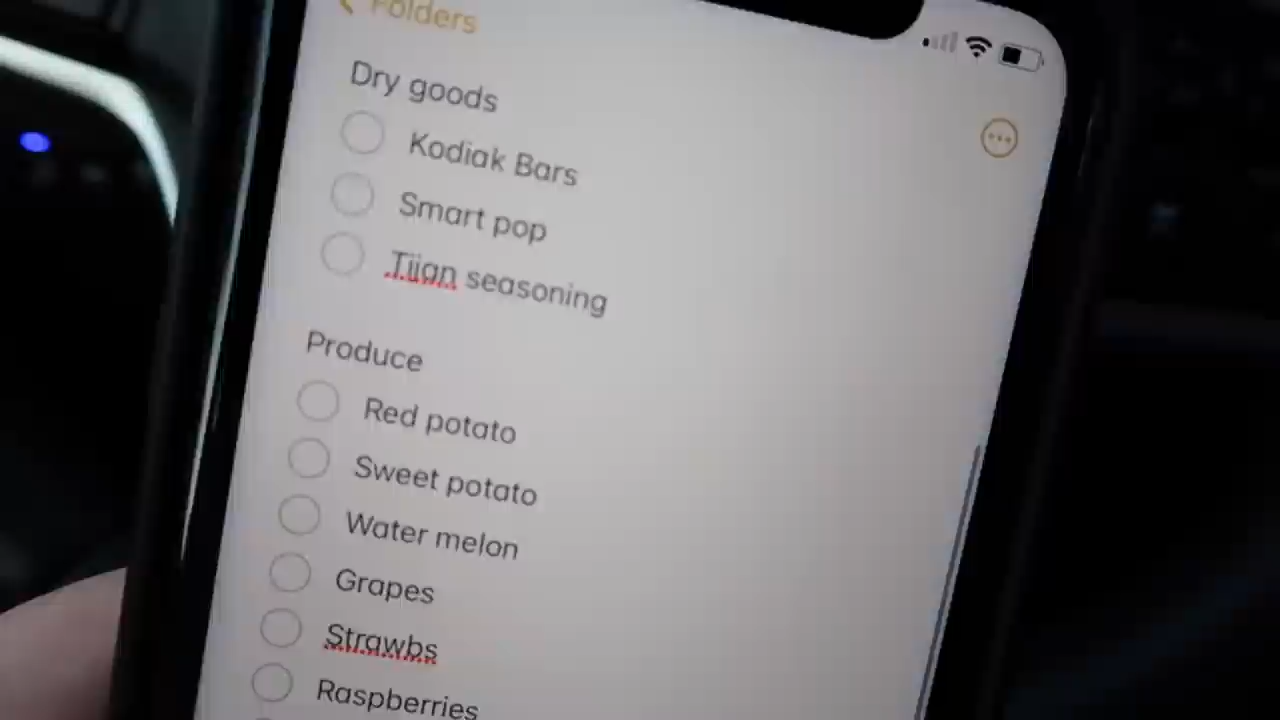 Folders
Dry goods
Kodiak Bars
Smart pop
Tijan seasoning
Produce
Red potato
Sweet potato
Water melon
Grapes
Strawbs
Raspberries